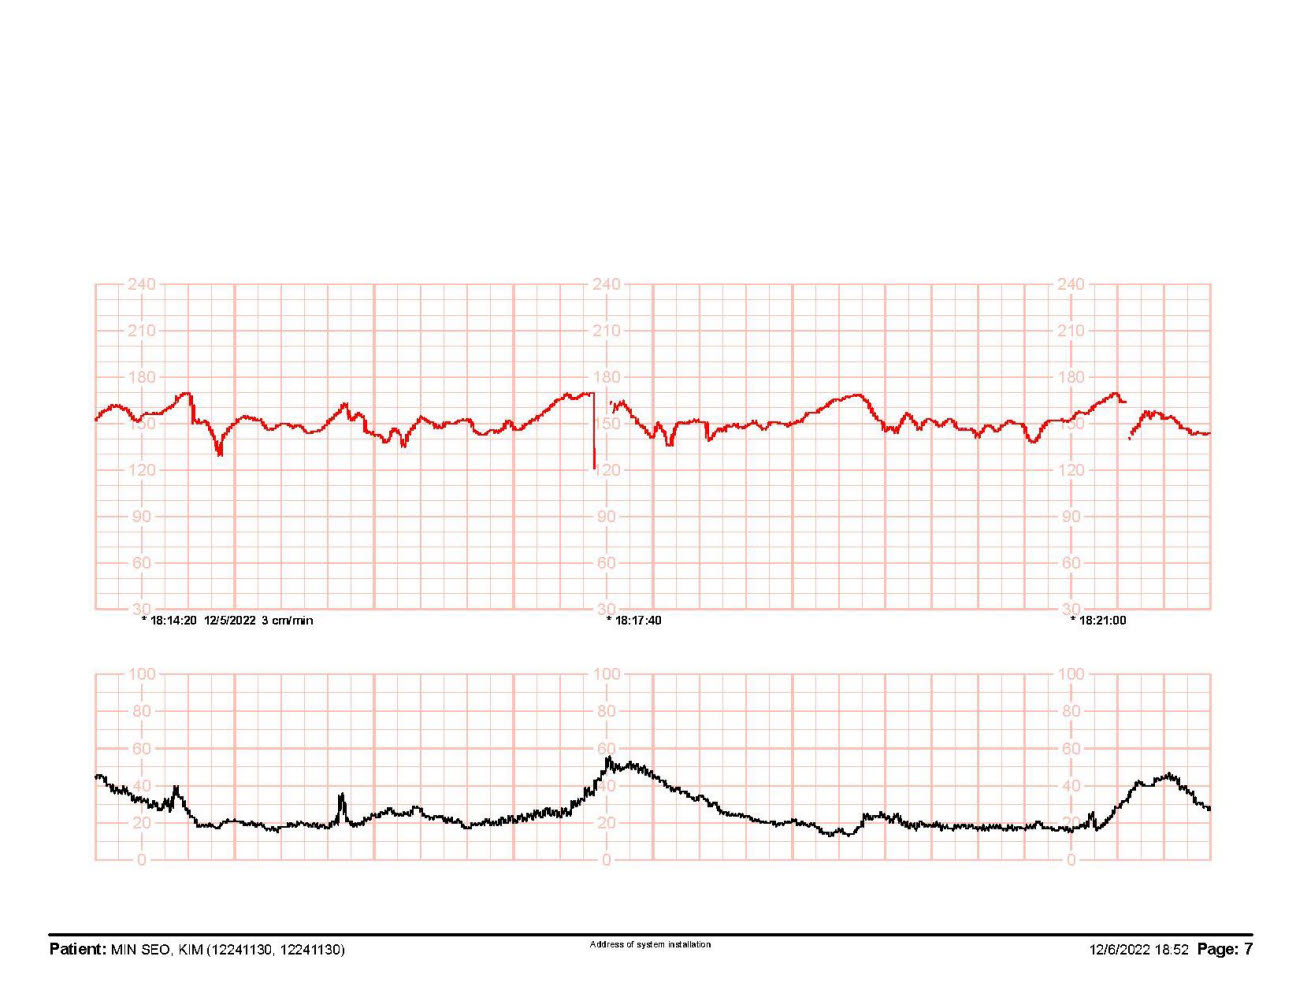 240 240 240
210 210 210
180 180 180
150 150 150
120 120 120
90 90 90
60 60 60
30 30 30
* 18:14:20 12/5/2022 3 cm/min * 18:17:40 * 18:21:00
100 100 100
80 80 80
60 60 60
40 40 40
20 20 20
0 0 0
Patient: MIN SEO, KIM (12241130, 12241130) Address of system installation 12/6/2022 18:52 Page: 7